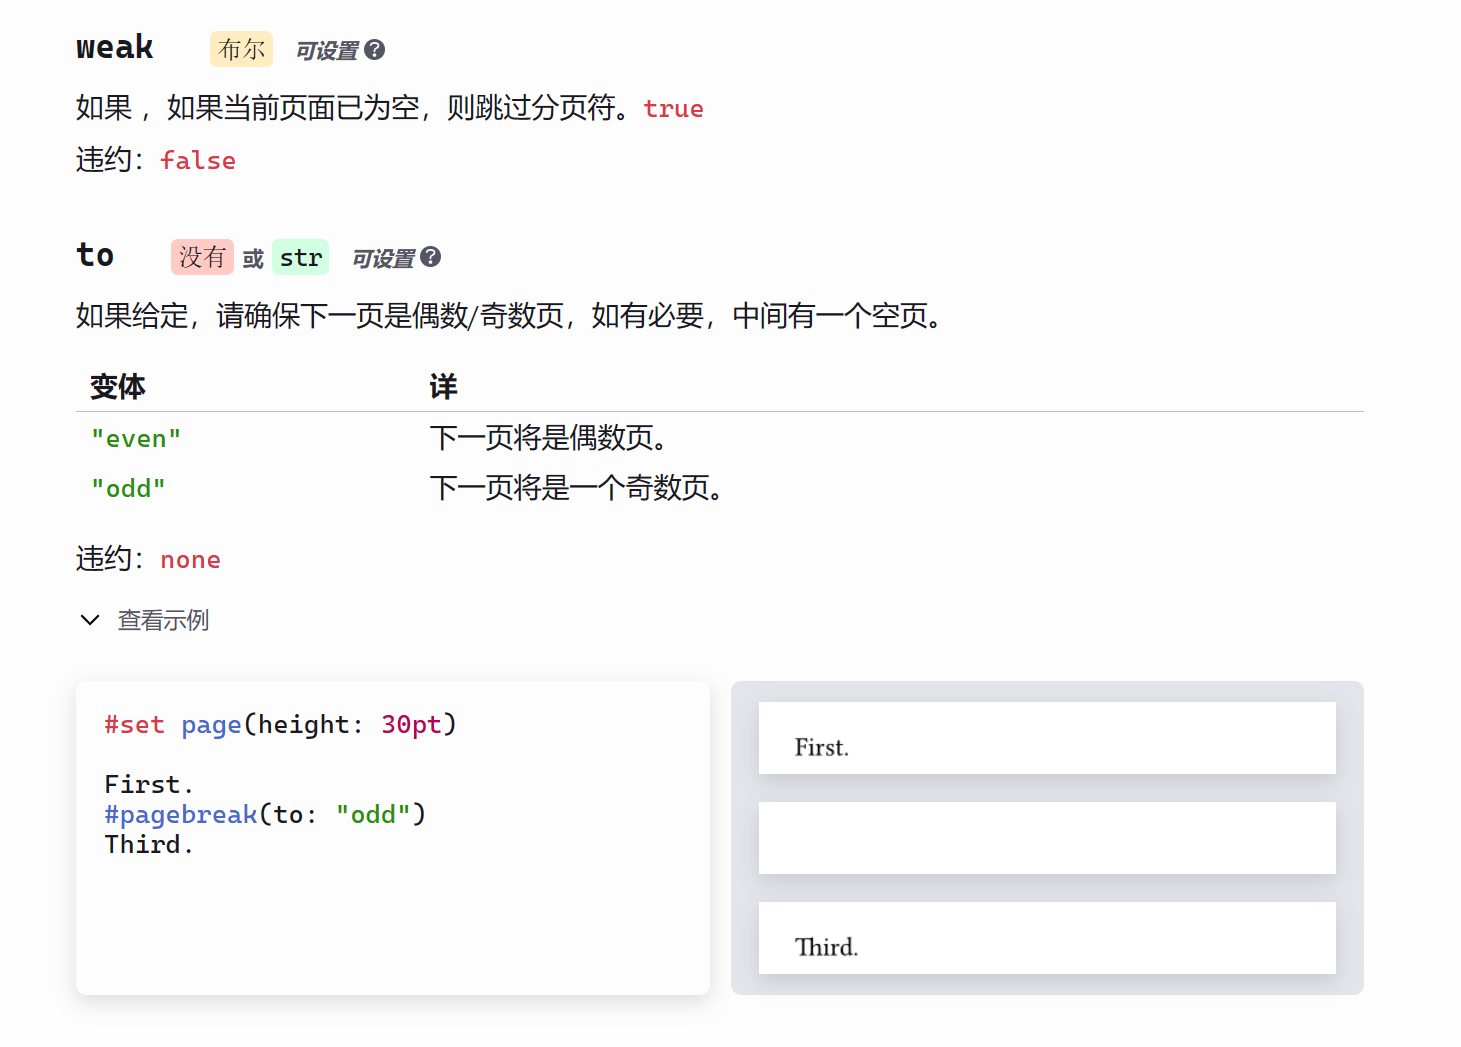 weak 布尔 可设置 ?
如果 ，如果当前页面已为空，则跳过分页符。true
违约：false
to 没有 或 str 可设置 ?
如果给定，请确保下一页是偶数/奇数页，如有必要，中间有一个空页。
变体 详
"even" 下一页将是偶数页。
"odd" 下一页将是一个奇数页。
违约：none
查看示例
#set page(height: 30pt)
First.
#pagebreak(to: "odd")
Third.
First.
Third.